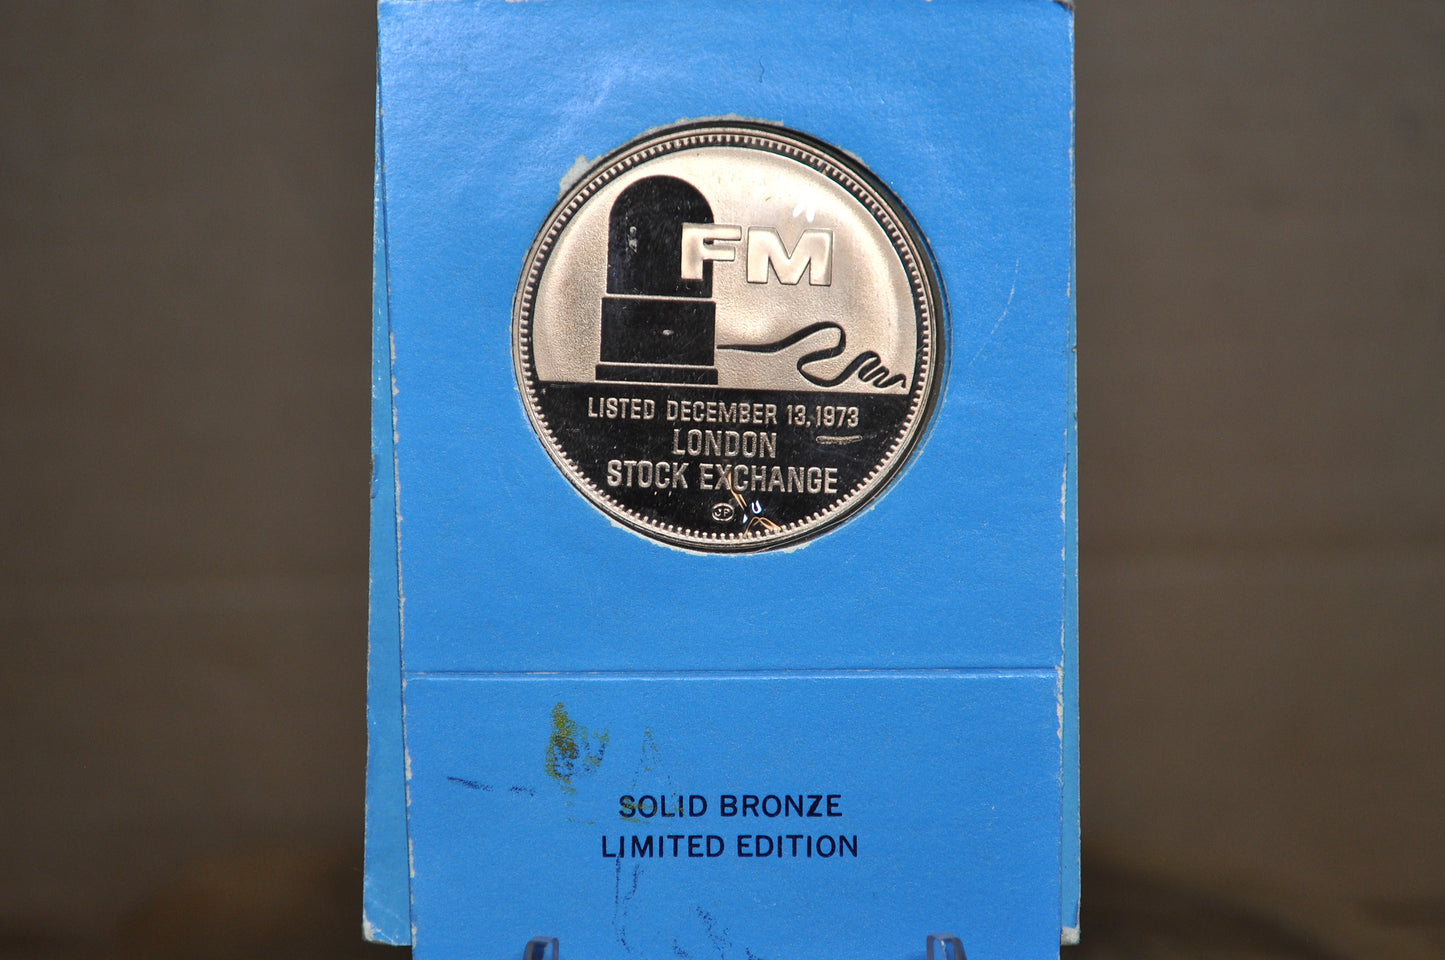 FM
LISTED DECEMBER 13, 1973
LONDON
STOCK EXCHANGE
SOLID BRONZE
LIMITED EDITION